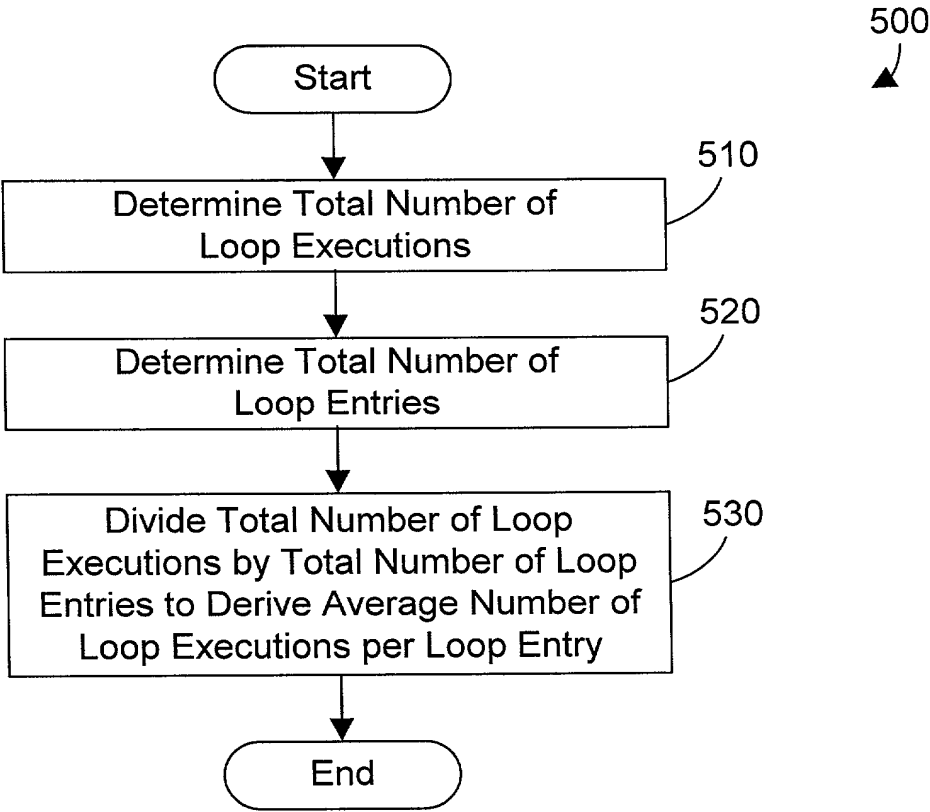 500
Start
510
Determine Total Number of
Loop Executions
520
Determine Total Number of
Loop Entries
530
Divide Total Number of Loop
Executions by Total Number of Loop
Entries to Derive Average Number of
Loop Executions per Loop Entry
End